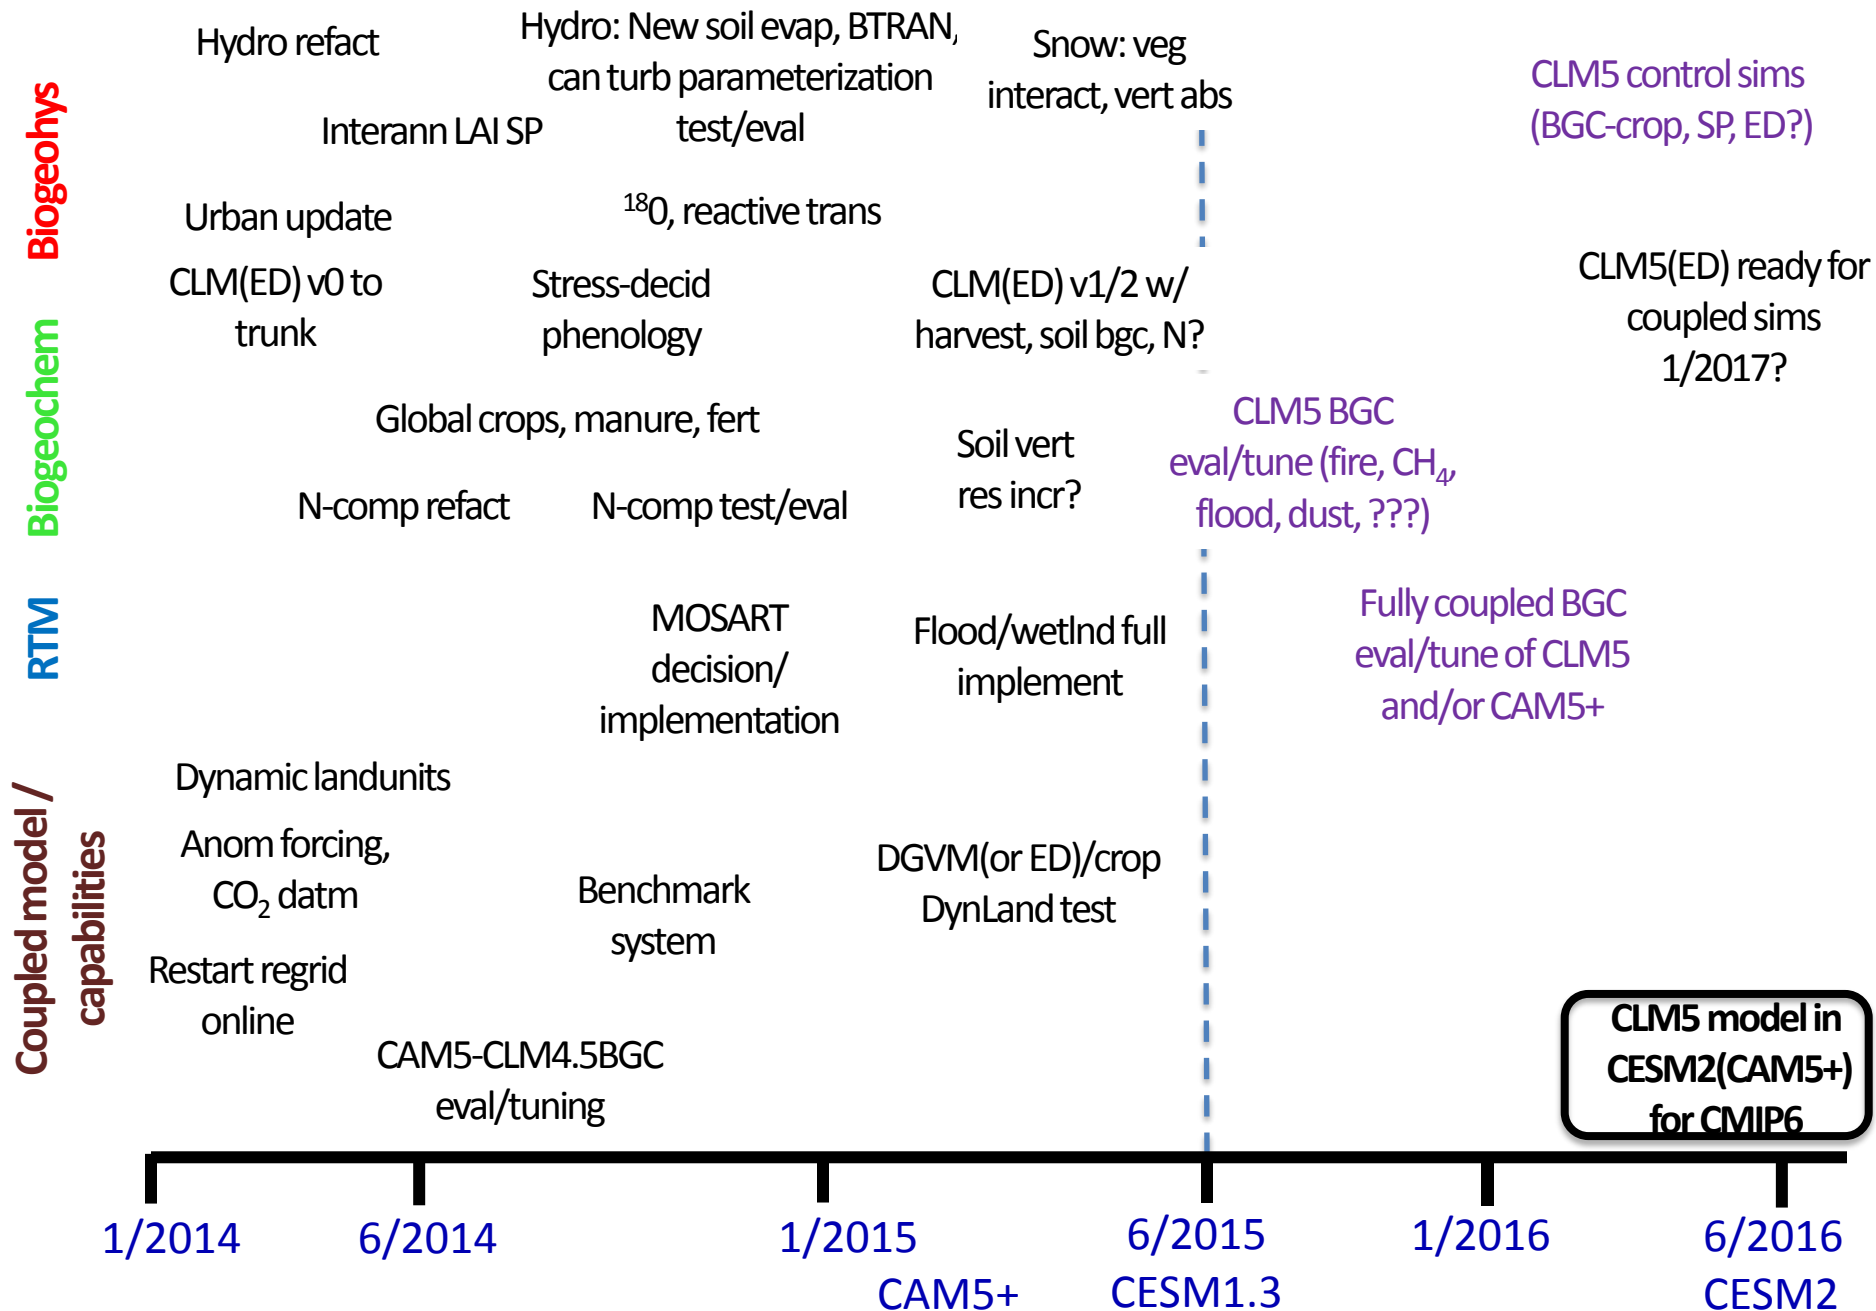 Biogeohys
Hydro refact
Hydro: New soil evap, BTRAN,
can turb parameterization
test/eval
Snow: veg
interact, vert abs
CLM5 control sims
(BGC-crop, SP, ED?)
Interann LAI SP
Urban update
¹⁸0, reactive trans
Biogeochem
CLM(ED) v0 to
trunk
Stress-decid
phenology
CLM(ED) v1/2 w/
harvest, soil bgc, N?
CLM5(ED) ready for
coupled sims
1/2017?
Global crops, manure, fert
Soil vert
res incr?
CLM5 BGC
eval/tune (fire, CH₄,
flood, dust, ???)
N-comp refact
N-comp test/eval
RTM
MOSART
decision/
implementation
Flood/wetlnd full
implement
Fully coupled BGC
eval/tune of CLM5
and/or CAM5+
Coupled model /
capabilities
Dynamic landunits
Anom forcing,
CO₂ datm
Benchmark
system
DGVM(or ED)/crop
DynLand test
Restart regrid
online
CAM5-CLM4.5BGC
eval/tuning
CLM5 model in
CESM2(CAM5+)
for CMIP6
1/2014
6/2014
1/2015
6/2015
1/2016
6/2016
CAM5+
CESM1.3
CESM2